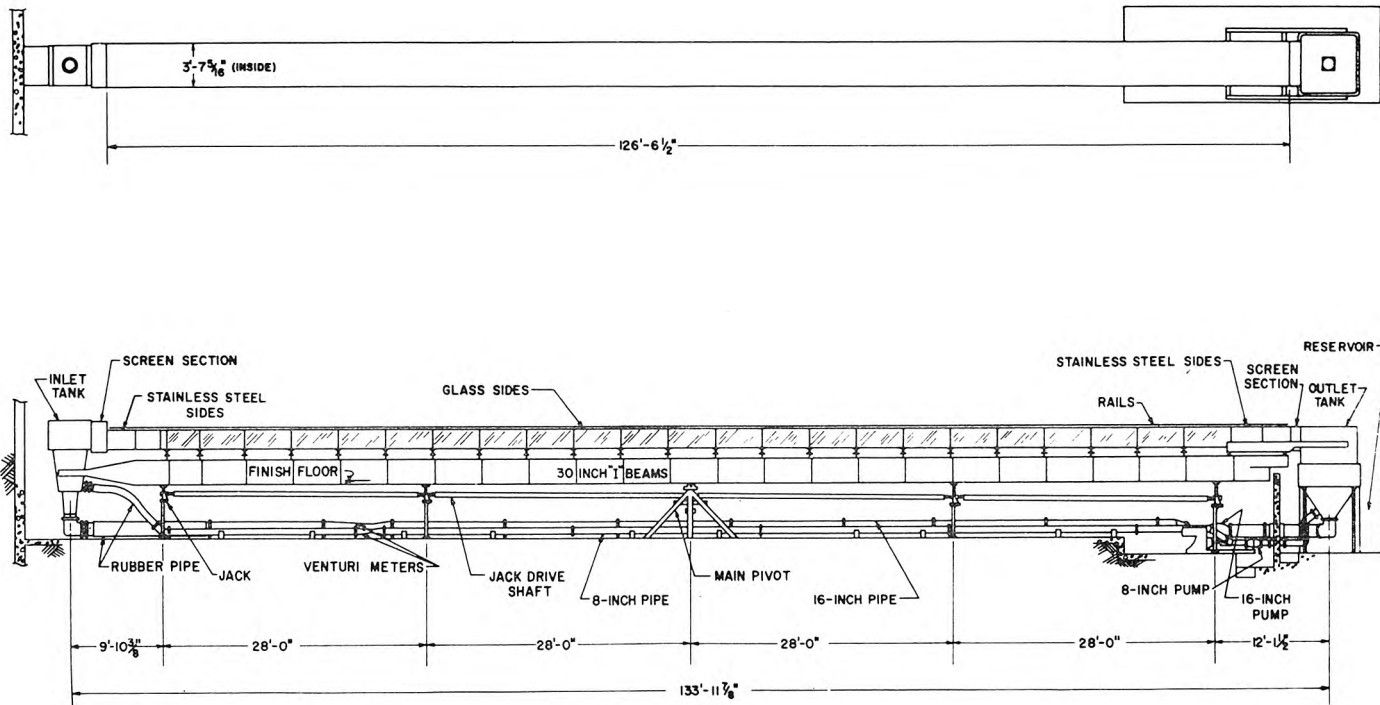 3'-7 5/16" (INSIDE)
126'-6 1/2"
RESERVOIR
SCREEN SECTION
STAINLESS STEEL SIDES
SCREEN
SECTION
INLET
TANK
OUTLET
TANK
GLASS SIDES
STAINLESS STEEL
SIDES
RAILS
FINISH FLOOR
30 INCH "I" BEAMS
RUBBER PIPE
JACK
VENTURI METERS
JACK DRIVE
SHAFT
8-INCH PIPE
MAIN PIVOT
16-INCH PIPE
8-INCH PUMP
16-INCH
PUMP
9'-10 3/8"
28'-0"
28'-0"
28'-0"
28'-0"
12'-1 1/2"
133'-11 7/8"